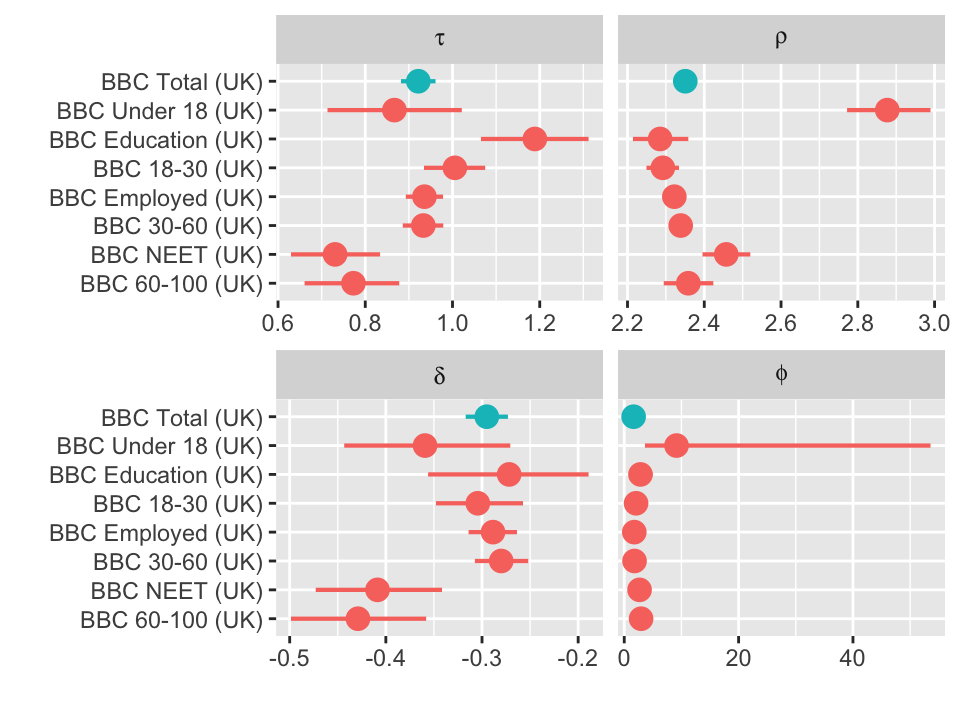 τ ρ
BBC Total (UK)
BBC Under 18 (UK)
BBC Education (UK)
BBC 18-30 (UK)
BBC Employed (UK)
BBC 30-60 (UK)
BBC NEET (UK)
BBC 60-100 (UK)
0.6 0.8 1.0 1.2 2.2 2.4 2.6 2.8 3.0
δ ϕ
BBC Total (UK)
BBC Under 18 (UK)
BBC Education (UK)
BBC 18-30 (UK)
BBC Employed (UK)
BBC 30-60 (UK)
BBC NEET (UK)
BBC 60-100 (UK)
-0.5 -0.4 -0.3 -0.2 0 20 40